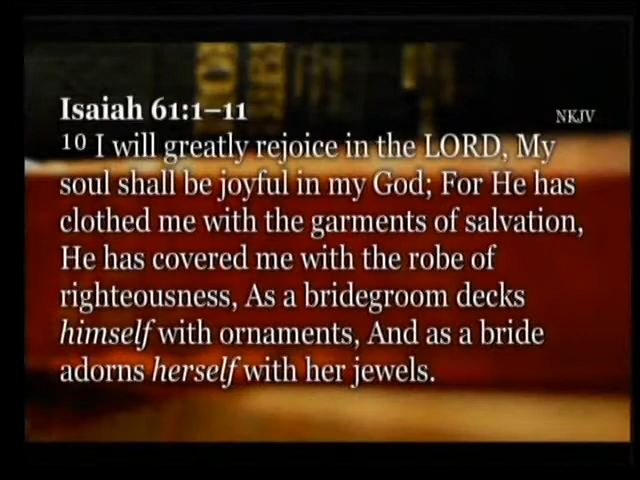 Isaiah 61:1–11
NKJV
10 I will greatly rejoice in the LORD, My
soul shall be joyful in my God; For He has
clothed me with the garments of salvation,
He has covered me with the robe of
righteousness, As a bridegroom decks
himself with ornaments, And as a bride
adorns herself with her jewels.